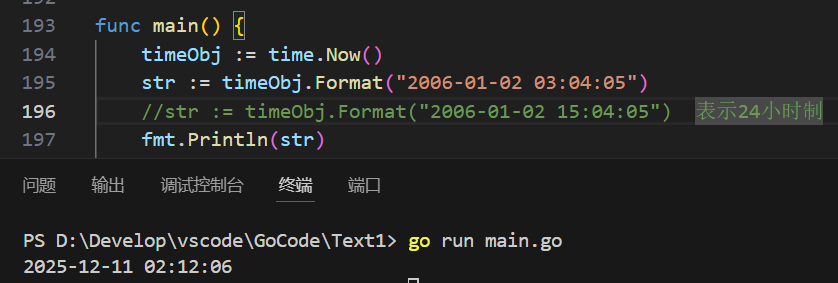 192
193 func main() {
194 timeObj := time.Now()
195 str := timeObj.Format("2006-01-02 03:04:05")
196 //str := timeObj.Format("2006-01-02 15:04:05") 表示24小时制
197 fmt.Println(str)
问题 输出 调试控制台 终端 端口
PS D:\Develop\vscode\GoCode\Text1> go run main.go
2025-12-11 02:12:06